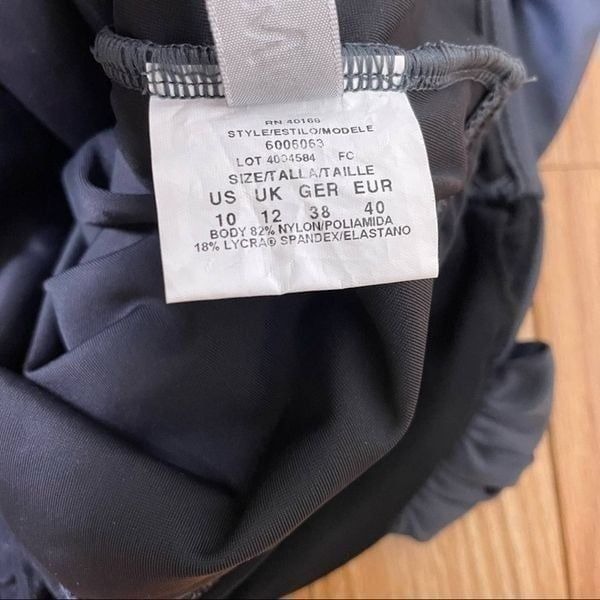 RN 40160
STYLE/ESTILO/MODELE
6006063
LOT 4004584 FC
SIZE/TALLA/TAILLE
US UK GER EUR
10 12 38 40
BODY 82% NYLON/POLIAMIDA
18% LYCRA® SPANDEX/ELASTANO